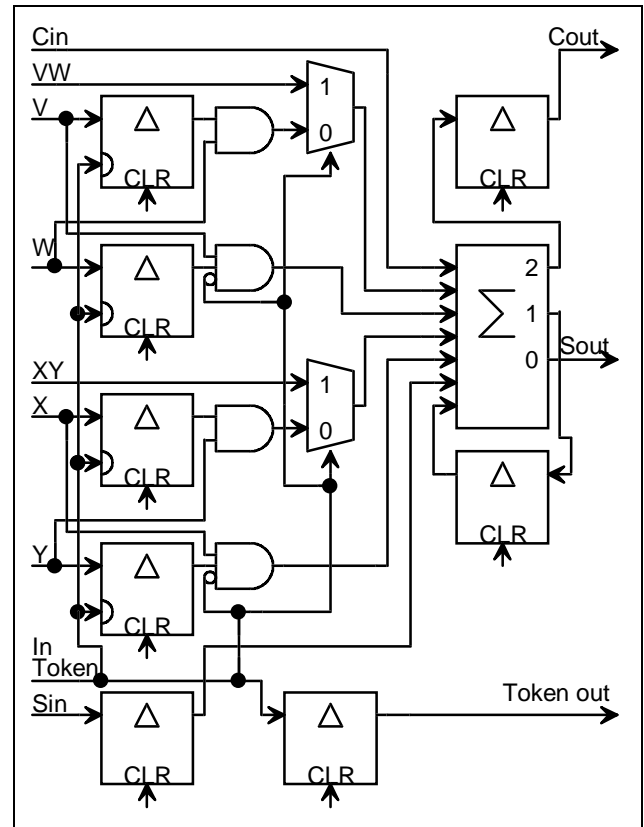 Cin
Cout
VW
1
V
Δ
Δ
0
CLR
CLR
W
Δ
2
Σ
1
Sout
0
CLR
XY
1
X
Δ
0
Δ
CLR
CLR
Y
Δ
CLR
In
Token
Token out
Sin
Δ
Δ
CLR
CLR